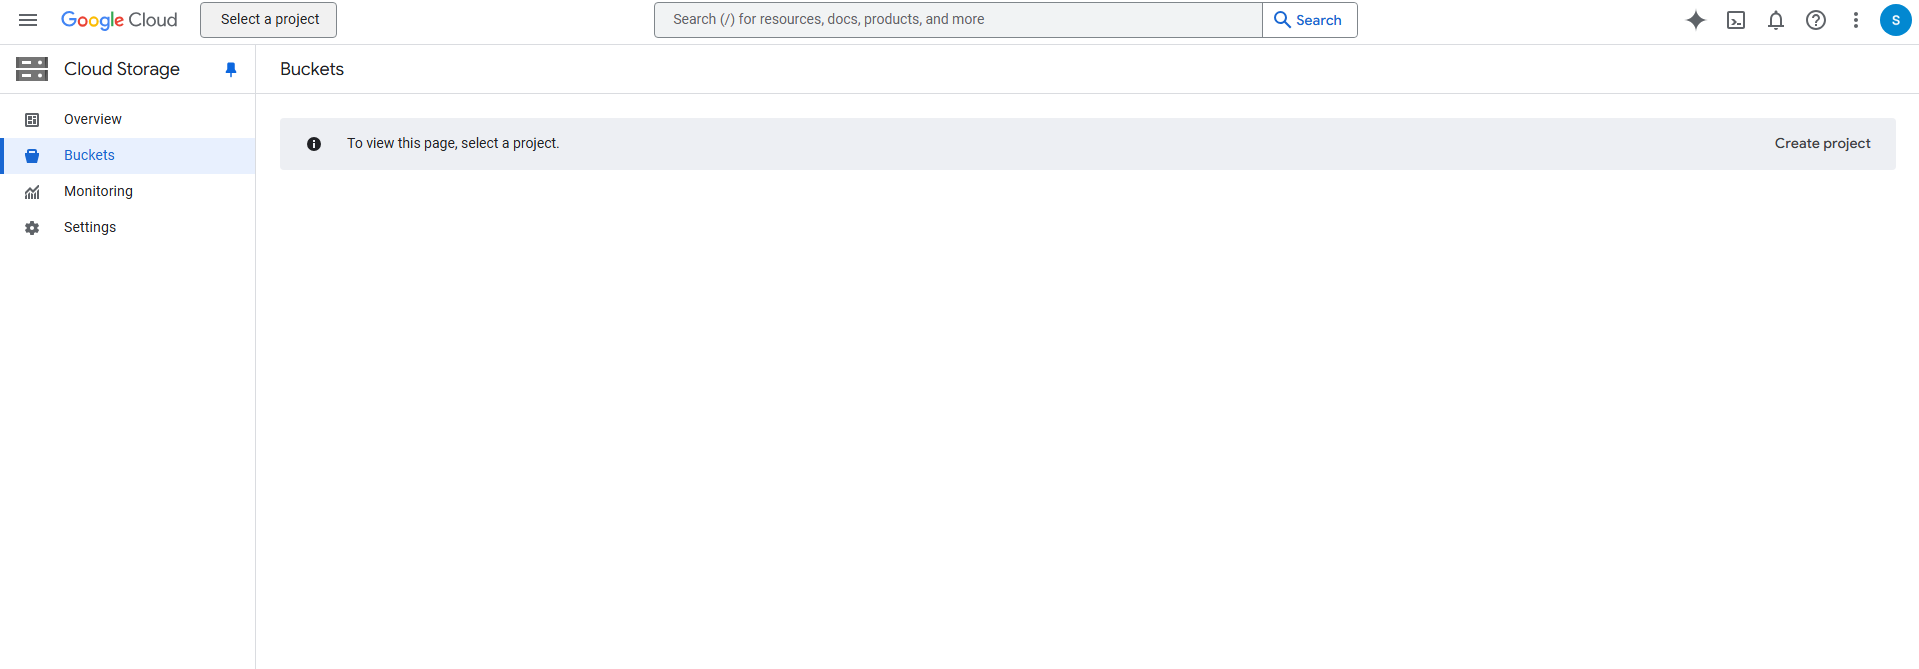 Google Cloud
Select a project
Search (/) for resources, docs, products, and more
Search
S
Cloud Storage
Buckets
Overview
Buckets
Monitoring
Settings
To view this page, select a project.
Create project